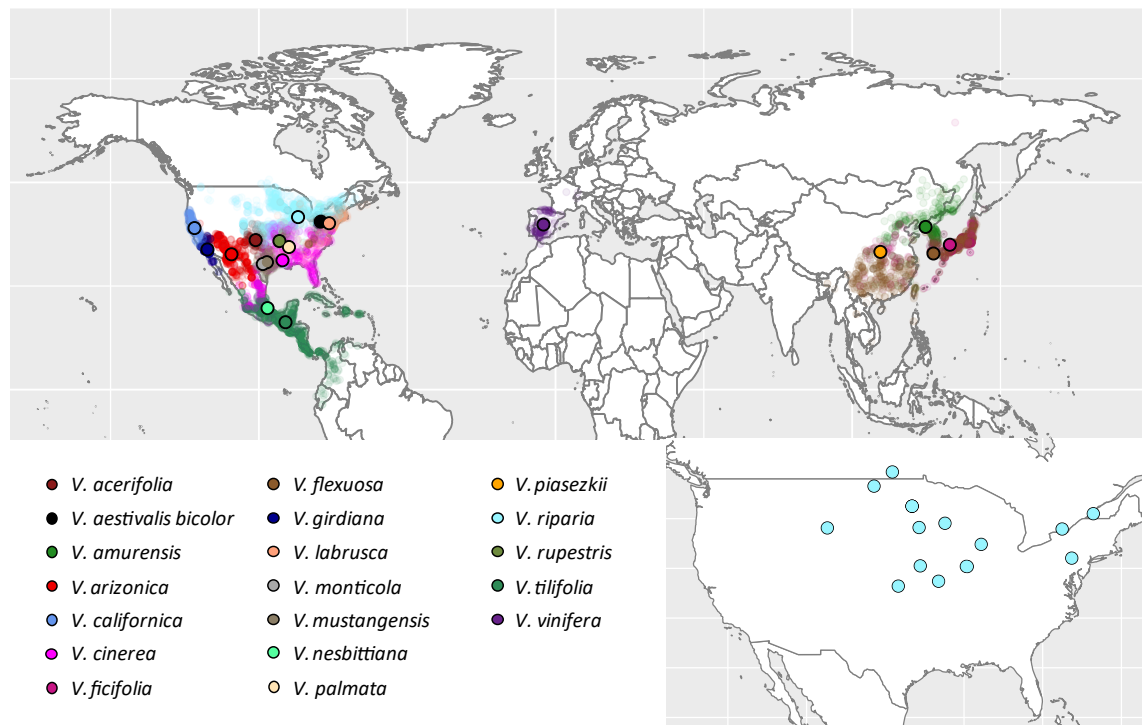 V. acerifolia
V. aestivalis bicolor
V. amurensis
V. arizonica
V. californica
V. cinerea
V. ficifolia
V. flexuosa
V. girdiana
V. labrusca
V. monticola
V. mustangensis
V. nesbittiana
V. palmata
V. piasezkii
V. riparia
V. rupestris
V. tilifolia
V. vinifera